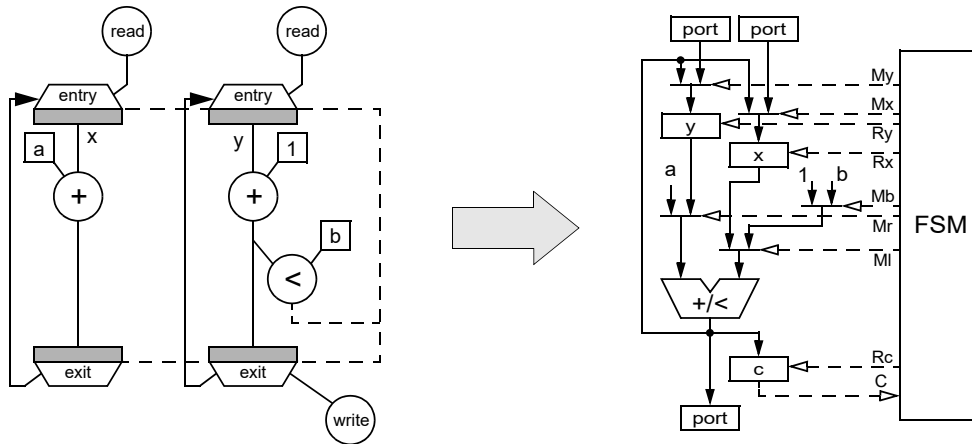 read
read
entry
entry
x
y
a
1
+
+
b
<
exit
exit
write
port
port
My
Mx
y
Ry
x
Rx
a
1
b
Mb
Mr
Ml
FSM
+/<
Rc
c
C
port